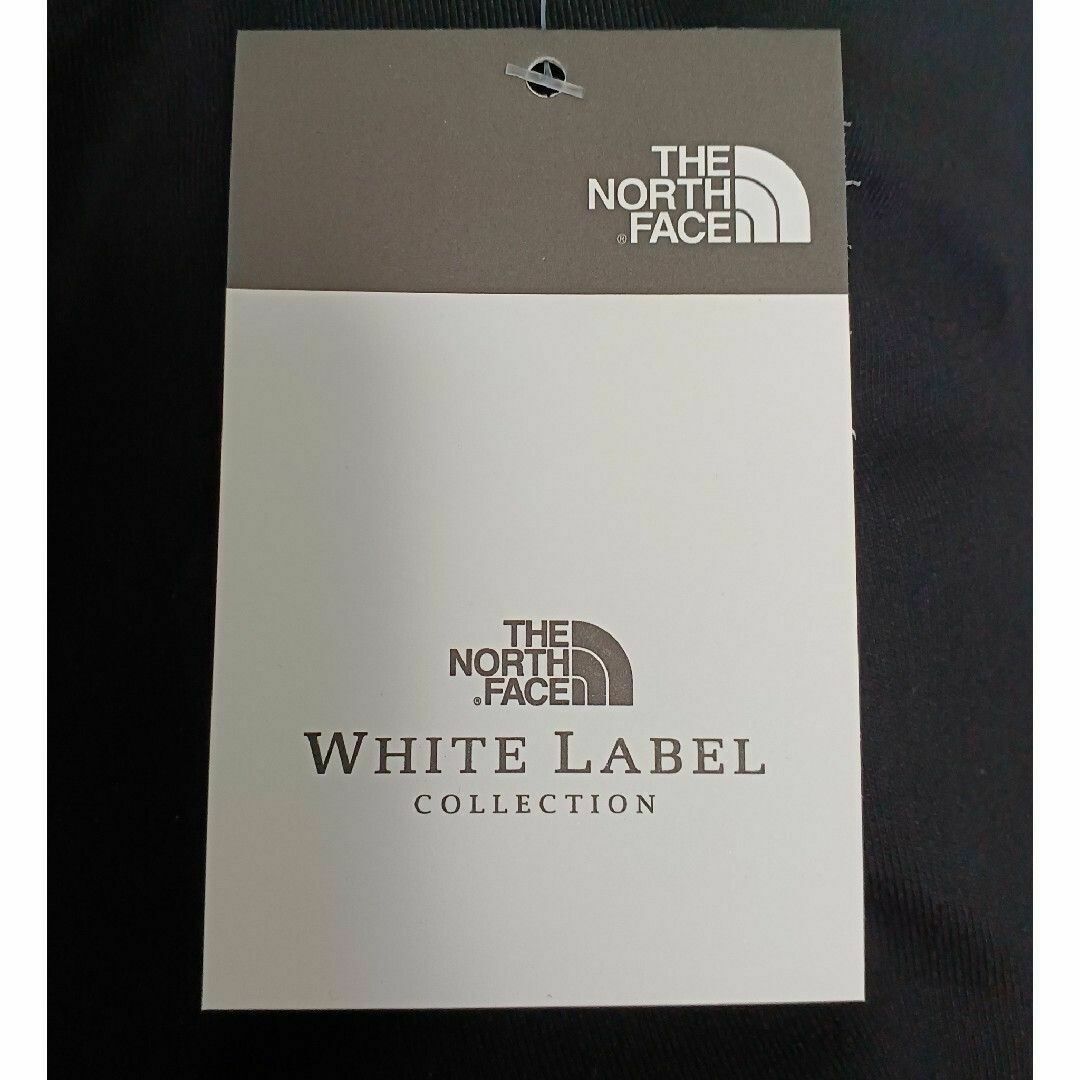 THE
NORTH
® FACE
THE
NORTH
® FACE
WHITE LABEL
COLLECTION